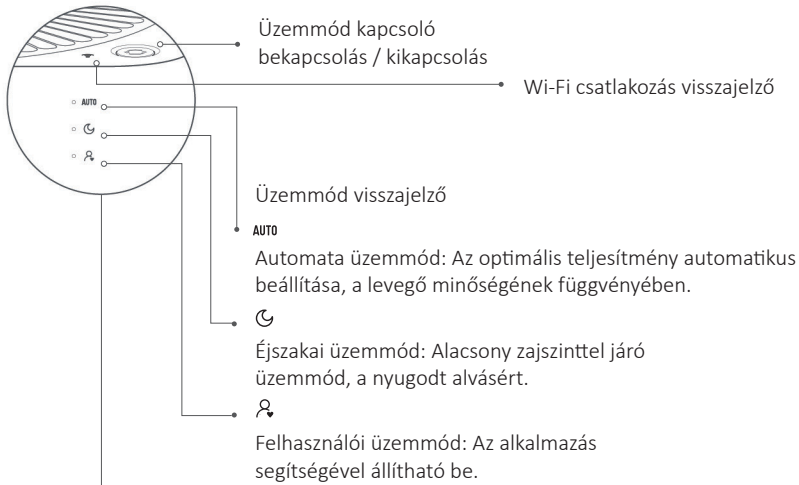 Üzemmód kapcsoló
bekapcsolás / kikapcsolás
Wi-Fi csatlakozás visszajelző
AUTO
Üzemmód visszajelző
AUTO
Automata üzemmód: Az optimális teljesítmény automatikus
beállítása, a levegő minőségének függvényében.
Éjszakai üzemmód: Alacsony zajszinttel járó
üzemmód, a nyugodt alvásért.
Felhasználói üzemmód: Az alkalmazás
segítségével állítható be.